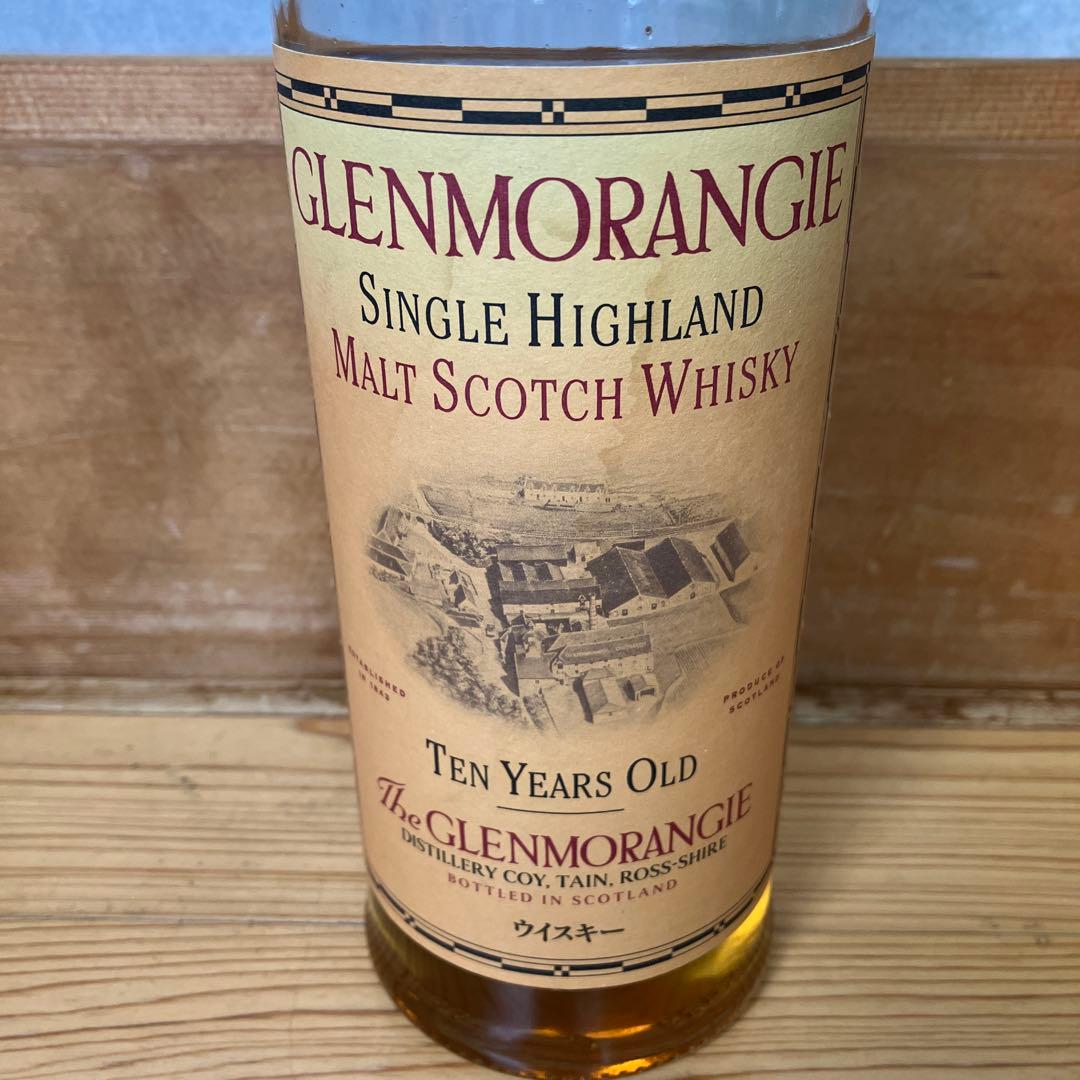 GLENMORANGIE
SINGLE HIGHLAND
MALT SCOTCH WHISKY
ESTABLISHED
IN 1843
PRODUCE OF
SCOTLAND
TEN YEARS OLD
The GLENMORANGIE
DISTILLERY COY, TAIN, ROSS-SHIRE
BOTTLED IN SCOTLAND
ウイスキー